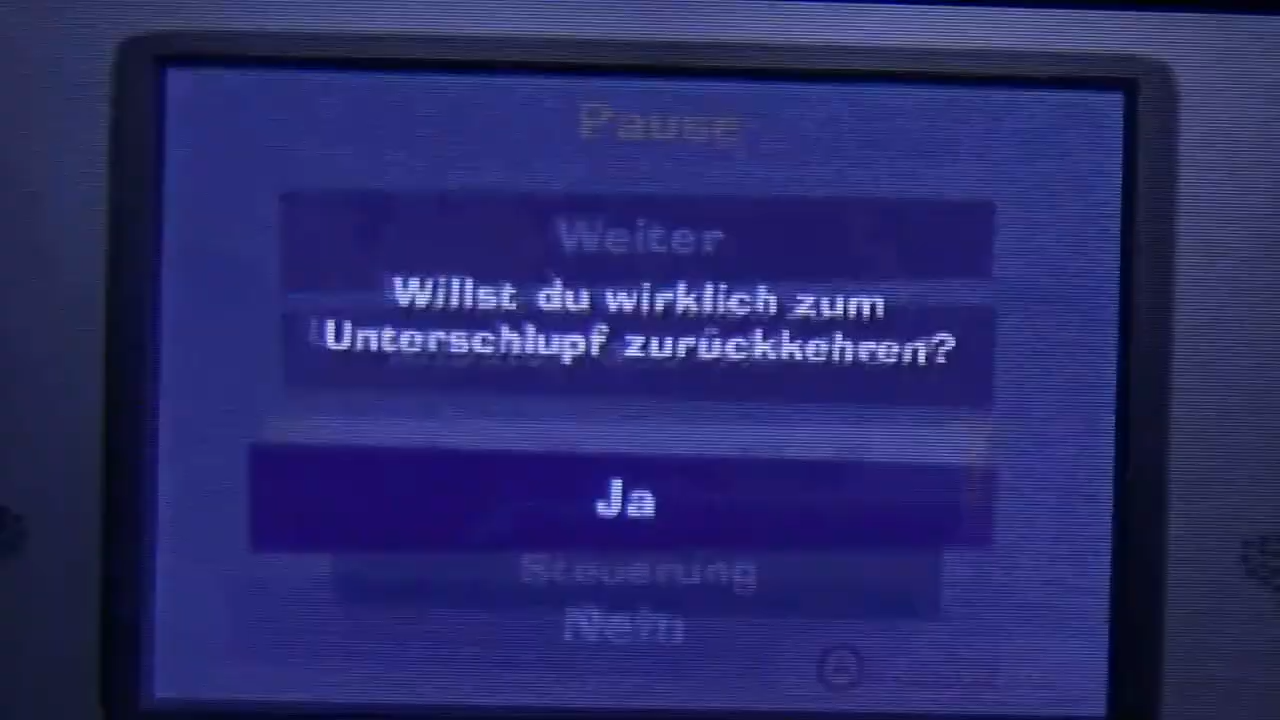 Pause
Weiter
Willst du wirklich zum
Unterschlupf zurückkehren?
Ja
Steuerung
Nein